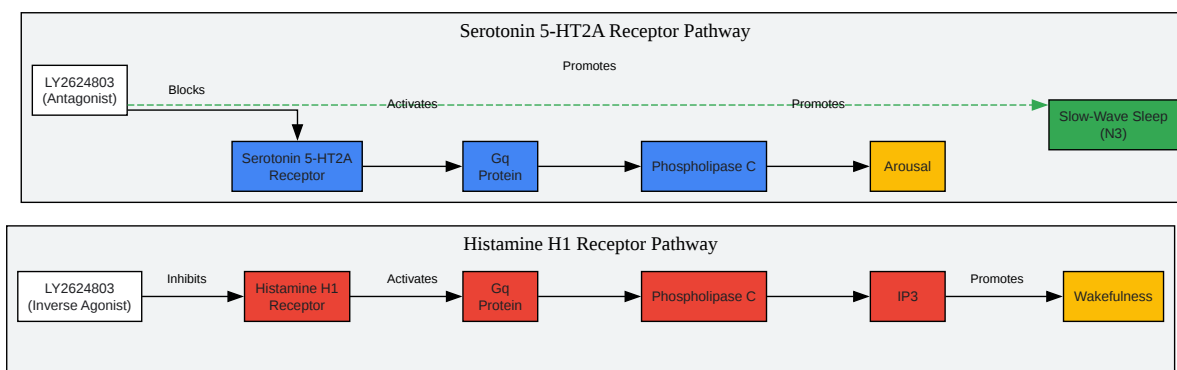 Serotonin 5-HT2A Receptor Pathway
LY2624803
(Antagonist)
Blocks
Promotes
Activates
Promotes
Slow-Wave Sleep
(N3)
Serotonin 5-HT2A
Receptor
Gq
Protein
Phospholipase C
Arousal
Histamine H1 Receptor Pathway
LY2624803
(Inverse Agonist)
Inhibits
Histamine H1
Receptor
Activates
Gq
Protein
Phospholipase C
IP3
Promotes
Wakefulness